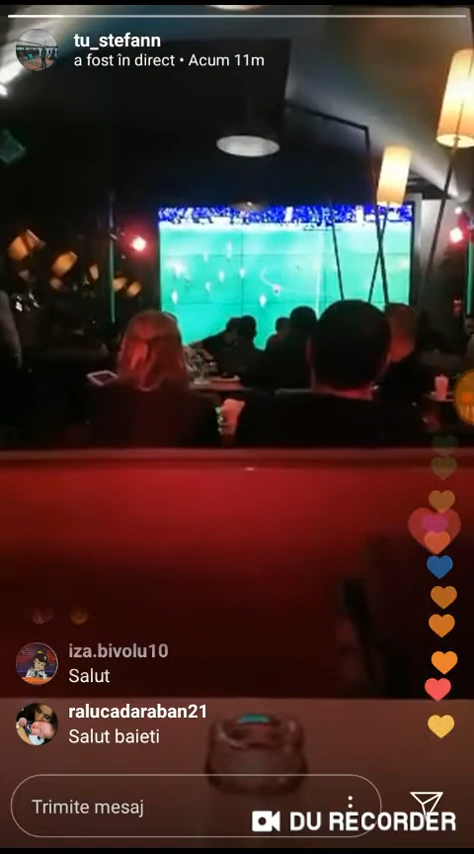 tu_stefann
a fost în direct • Acum 11m
iza.bivolu10
Salut
ralucadaraban21
Salut baieti
Trimite mesaj
DU RECORDER